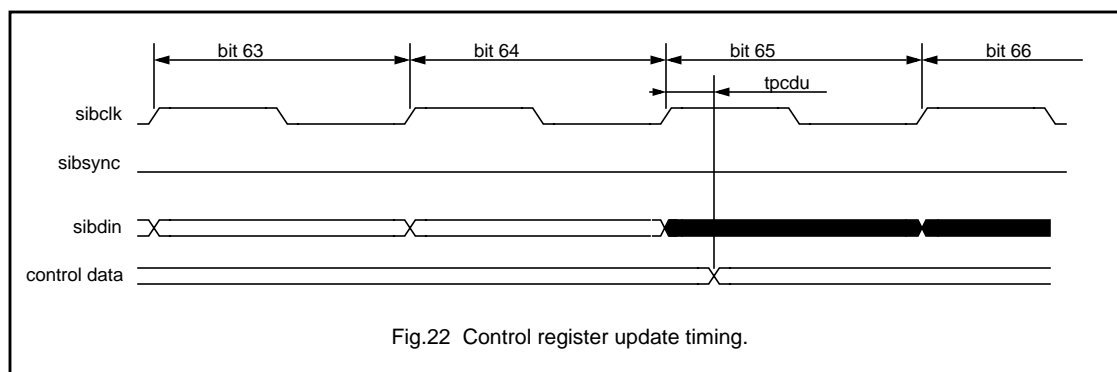 bit 63
bit 64
bit 65
bit 66
tpcdu
sibclk
sibsync
sibdin
control data
Fig.22 Control register update timing.